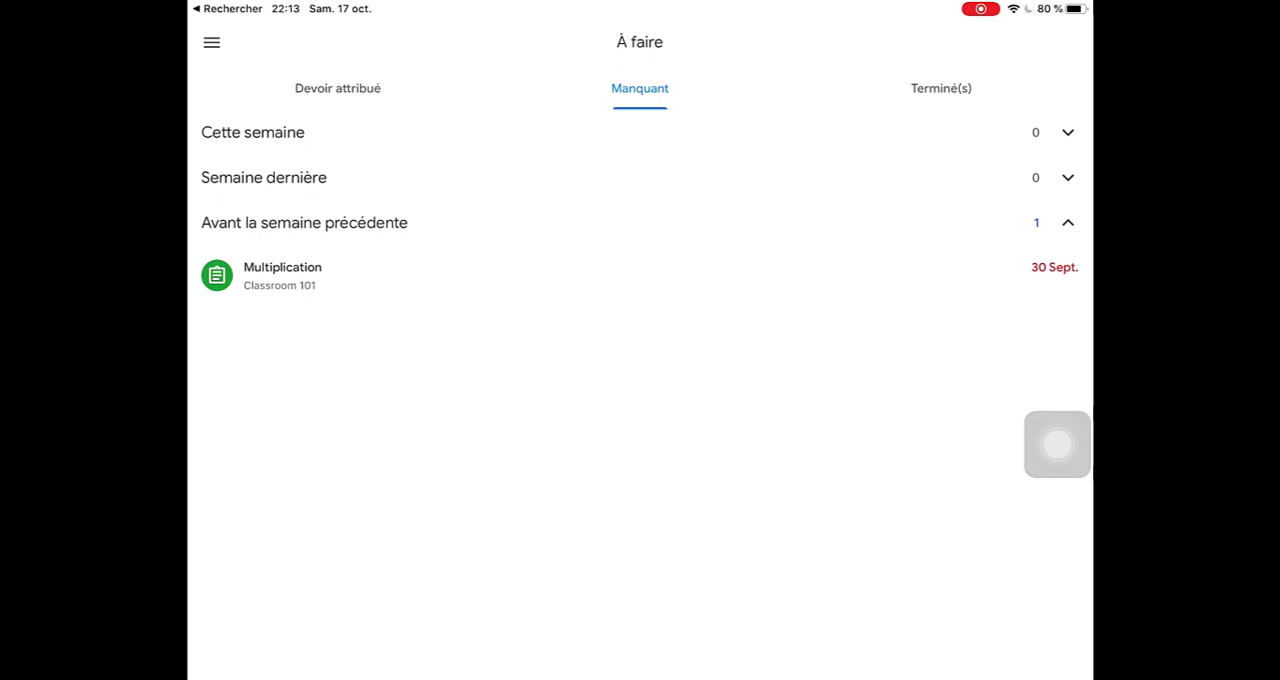 ◀ Rechercher 22:13 Sam. 17 oct. 80 %
À faire
Devoir attribué Manquant Terminé(s)
Cette semaine 0
Semaine dernière 0
Avant la semaine précédente 1
Multiplication 30 Sept.
Classroom 101